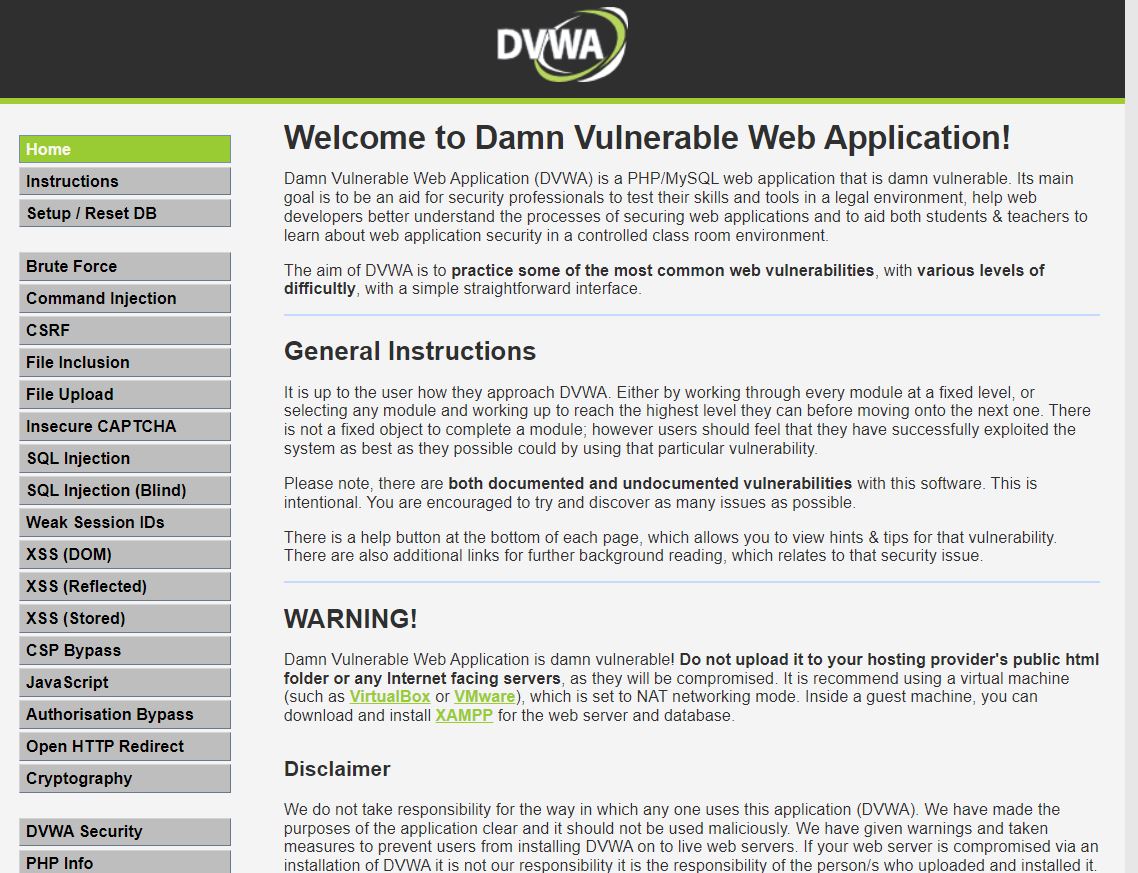 DVWA
Home
Instructions
Setup / Reset DB
Brute Force
Command Injection
CSRF
File Inclusion
File Upload
Insecure CAPTCHA
SQL Injection
SQL Injection (Blind)
Weak Session IDs
XSS (DOM)
XSS (Reflected)
XSS (Stored)
CSP Bypass
JavaScript
Authorisation Bypass
Open HTTP Redirect
Cryptography
DVWA Security
PHP Info
Welcome to Damn Vulnerable Web Application!
Damn Vulnerable Web Application (DVWA) is a PHP/MySQL web application that is damn vulnerable. Its main
goal is to be an aid for security professionals to test their skills and tools in a legal environment, help web
developers better understand the processes of securing web applications and to aid both students & teachers to
learn about web application security in a controlled class room environment.
The aim of DVWA is to practice some of the most common web vulnerabilities, with various levels of
difficultly, with a simple straightforward interface.
General Instructions
It is up to the user how they approach DVWA. Either by working through every module at a fixed level, or
selecting any module and working up to reach the highest level they can before moving onto the next one. There
is not a fixed object to complete a module; however users should feel that they have successfully exploited the
system as best as they possible could by using that particular vulnerability.
Please note, there are both documented and undocumented vulnerabilities with this software. This is
intentional. You are encouraged to try and discover as many issues as possible.
There is a help button at the bottom of each page, which allows you to view hints & tips for that vulnerability.
There are also additional links for further background reading, which relates to that security issue.
WARNING!
Damn Vulnerable Web Application is damn vulnerable! Do not upload it to your hosting provider's public html
folder or any Internet facing servers, as they will be compromised. It is recommend using a virtual machine
(such as VirtualBox or VMware), which is set to NAT networking mode. Inside a guest machine, you can
download and install XAMPP for the web server and database.
Disclaimer
We do not take responsibility for the way in which any one uses this application (DVWA). We have made the
purposes of the application clear and it should not be used maliciously. We have given warnings and taken
measures to prevent users from installing DVWA on to live web servers. If your web server is compromised via an
installation of DVWA it is not our responsibility it is the responsibility of the person/s who uploaded and installed it.